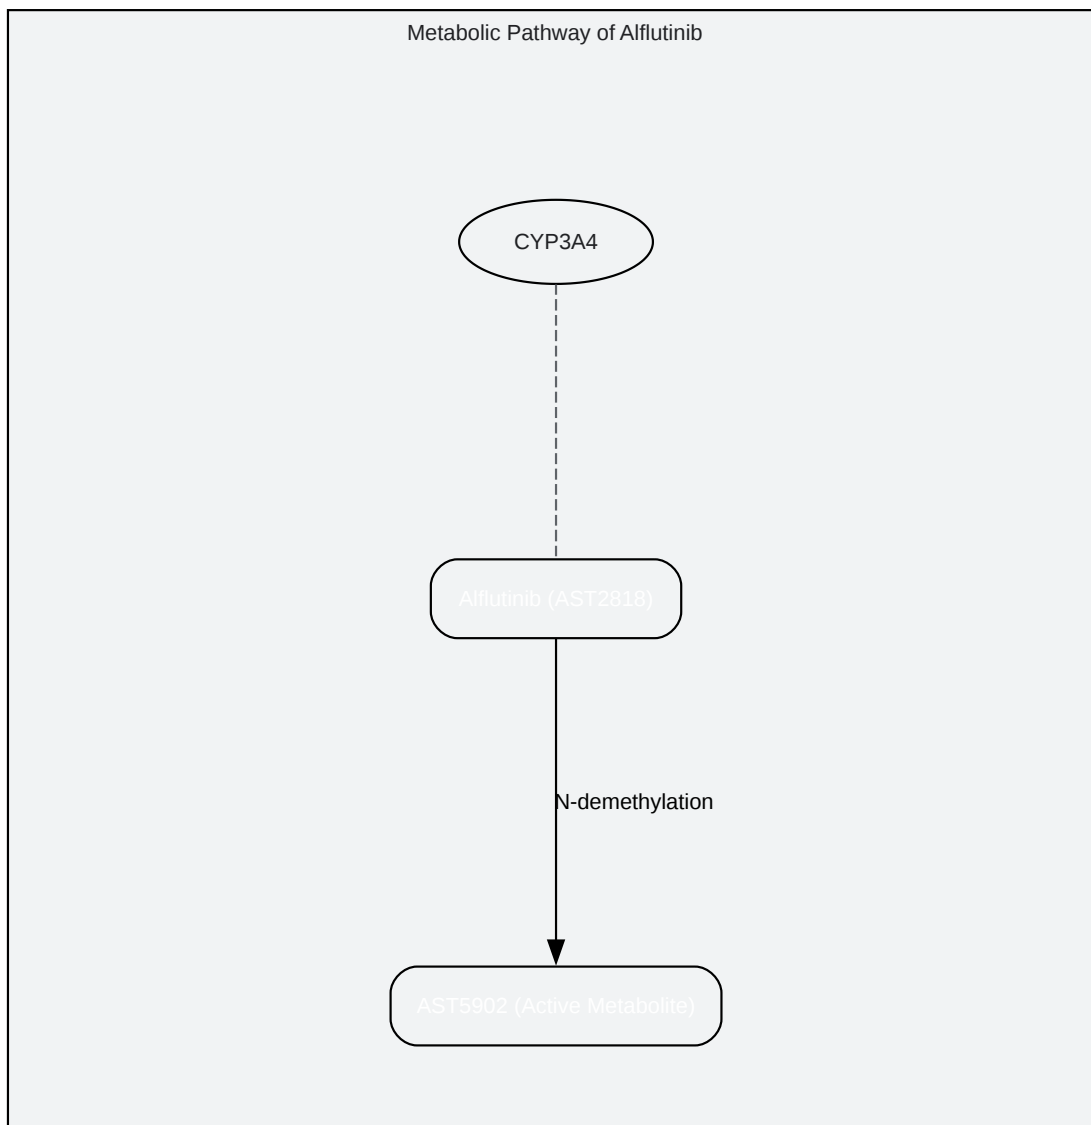 Metabolic Pathway of Alflutinib
CYP3A4
Alflutinib (AST2818)
N-demethylation
AST5902 (Active Metabolite)